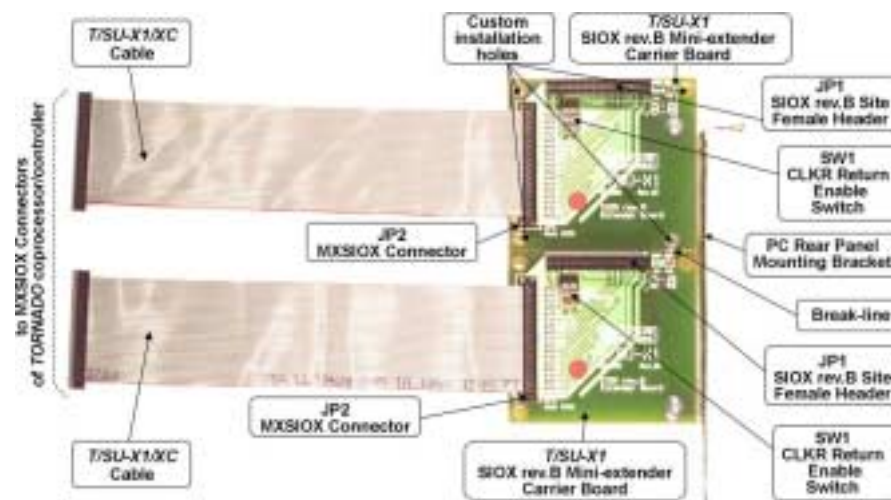 T/SU-X1/XC
Cable
Custom
installation
holes
T/SU-X1
SIOX rev.B Mini-extender
Carrier Board
JP1
SIOX rev.B Site
Female Header
SW1
CLKR Return
Enable
Switch
JP2
MXSIOX Connector
PC Rear Panel
Mounting Bracket
Break-line
to MXSIOX Connectors
of TORNADO coprocessor/controller
JP1
SIOX rev.B Site
Female Header
JP2
MXSIOX Connector
SW1
CLKR Return
Enable
Switch
T/SU-X1/XC
Cable
T/SU-X1
SIOX rev.B Mini-extender
Carrier Board